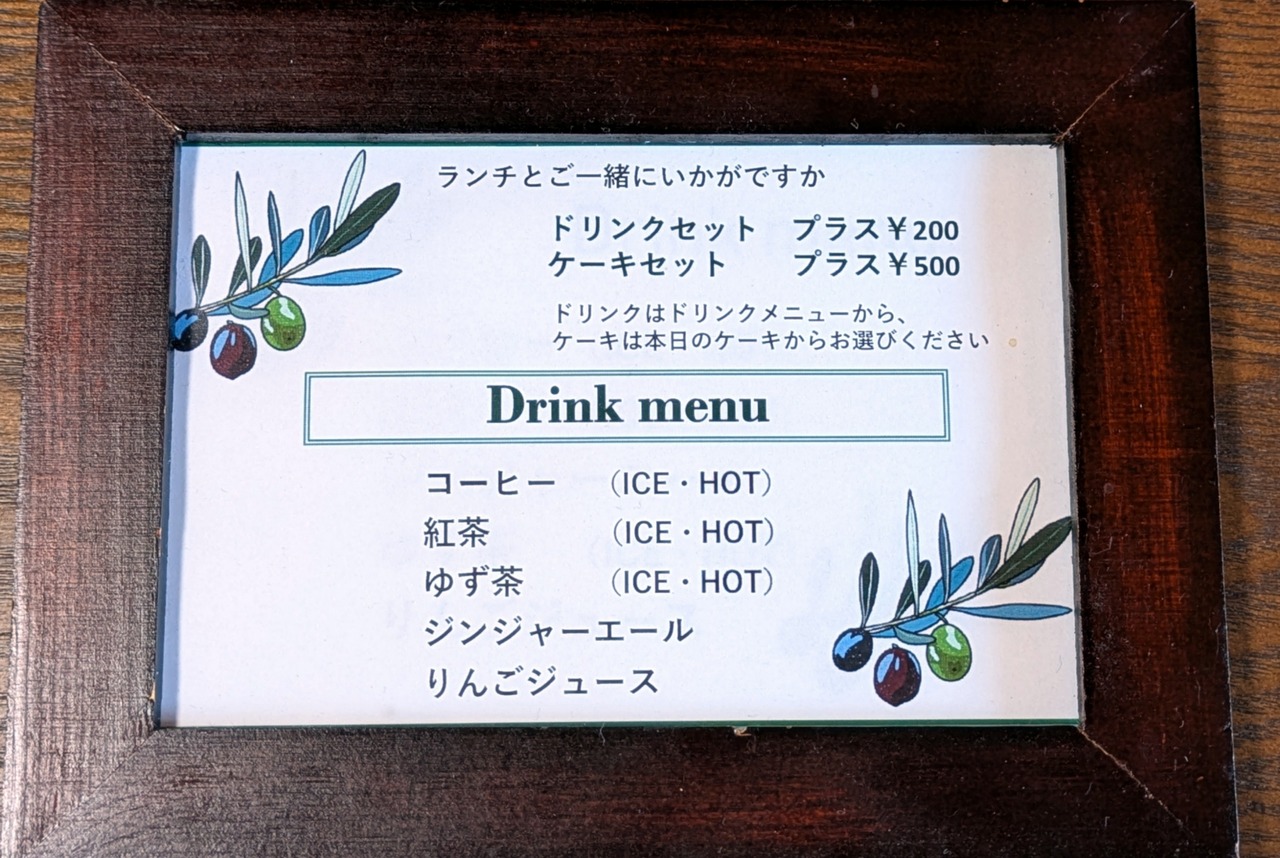 ランチとご一緒にいかがですか
ドリンクセット　プラス￥200
ケーキセット　　プラス￥500
ドリンクはドリンクメニューから、
ケーキは本日のケーキからお選びください
Drink menu
コーヒー　（ICE・HOT）
紅茶　　　（ICE・HOT）
ゆず茶　　（ICE・HOT）
ジンジャーエール
りんごジュース